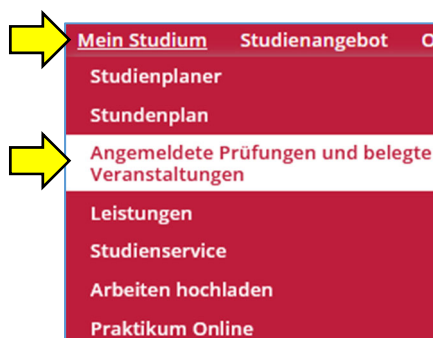 Mein Studium Studienangebot
Studienplaner
Stundenplan
Angemeldete Prüfungen und belegte
Veranstaltungen
Leistungen
Studienservice
Arbeiten hochladen
Praktikum Online